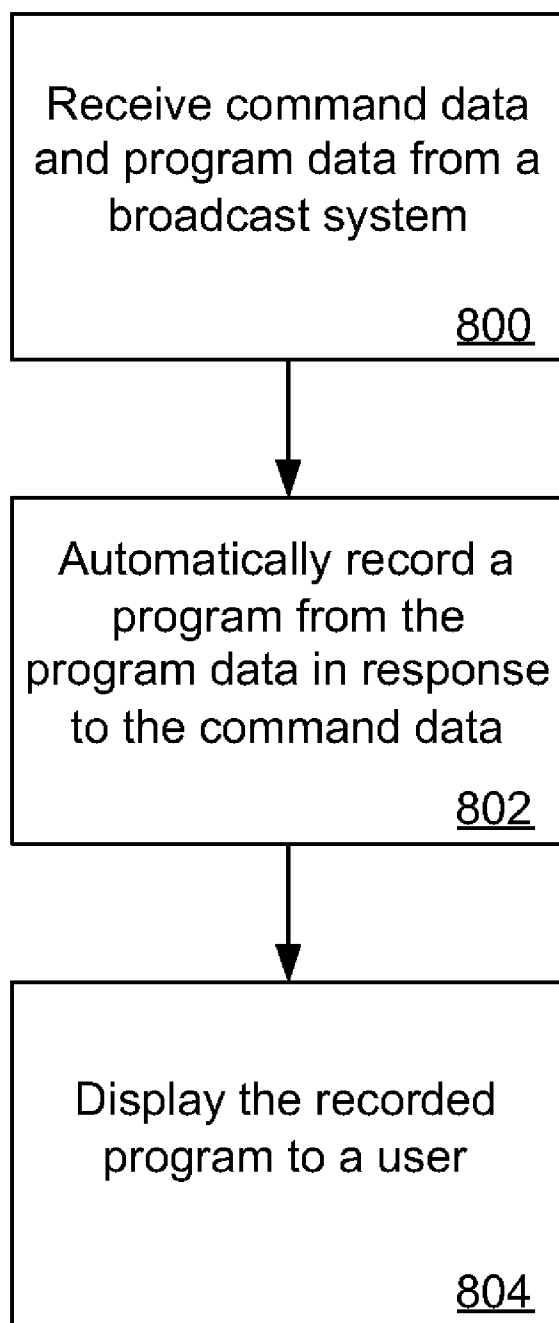 Receive command data
and program data from a
broadcast system
800
Automatically record a
program from the
program data in response
to the command data
802
Display the recorded
program to a user
804